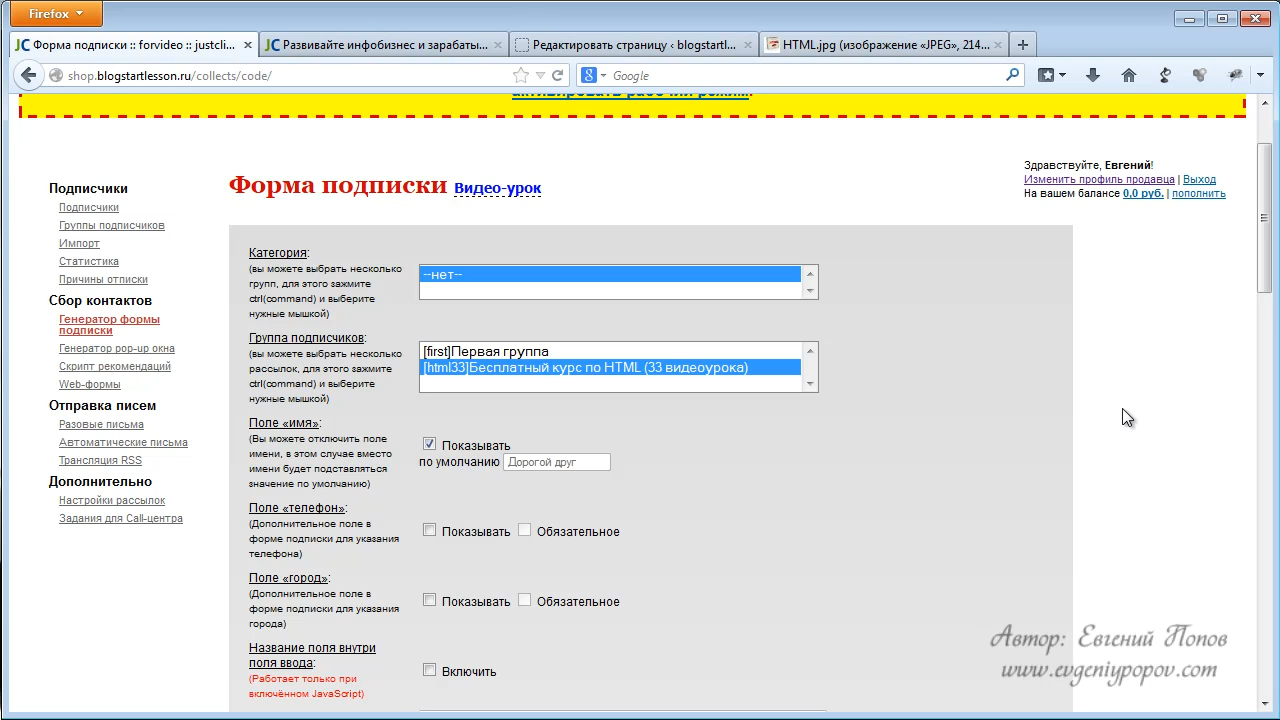 Firefox
Форма подписки :: forvideo :: justcli...
Развивайте инфобизнес и зарабаты...
Редактировать страницу ‹ blogstartl...
HTML.jpg (изображение «JPEG», 214...
shop.blogstartlesson.ru/collects/code/
Google
активировать рабочий режим!
Здравствуйте, Евгений!
Изменить профиль продавца | Выход
На вашем балансе 0,0 руб. | пополнить
Форма подписки Видео-урок
Подписчики
Подписчики
Группы подписчиков
Импорт
Статистика
Причины отписки
Сбор контактов
Генератор формы
подписки
Генератор pop-up окна
Скрипт рекомендаций
Web-формы
Отправка писем
Разовые письма
Автоматические письма
Трансляция RSS
Дополнительно
Настройки рассылок
Задания для Call-центра
Категория:
(вы можете выбрать несколько
групп, для этого зажмите
ctrl(command) и выберите
нужные мышкой)
--нет--
Группа подписчиков:
(вы можете выбрать несколько
рассылок, для этого зажмите
ctrl(command) и выберите
нужные мышкой)
[first]Первая группа
[html33]Бесплатный курс по HTML (33 видеоурока)
Поле «имя»:
(Вы можете отключить поле
имени, в этом случае вместо
имени будет подставляться
значение по умолчанию)
Показывать
по умолчанию Дорогой друг
Поле «телефон»:
(Дополнительное поле в
форме подписки для указания
телефона)
Показывать Обязательное
Поле «город»:
(Дополнительное поле в
форме подписки для указания
города)
Показывать Обязательное
Название поля внутри
поля ввода:
(Работает только при
включённом JavaScript)
Включить
Автор: Евгений Попов
www.evgeniypopov.com